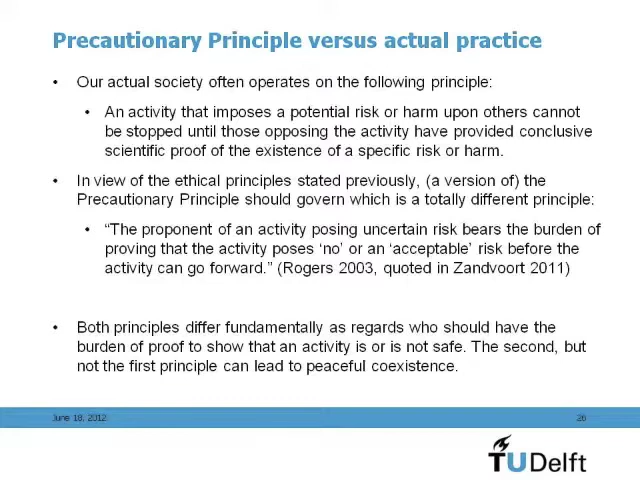 Precautionary Principle versus actual practice
• Our actual society often operates on the following principle:
• An activity that imposes a potential risk or harm upon others cannot
be stopped until those opposing the activity have provided conclusive
scientific proof of the existence of a specific risk or harm.
• In view of the ethical principles stated previously, (a version of) the
Precautionary Principle should govern which is a totally different principle:
• “The proponent of an activity posing uncertain risk bears the burden of
proving that the activity poses ‘no’ or an ‘acceptable’ risk before the
activity can go forward.” (Rogers 2003, quoted in Zandvoort 2011)
• Both principles differ fundamentally as regards who should have the
burden of proof to show that an activity is or is not safe. The second, but
not the first principle can lead to peaceful coexistence.
June 18, 2012
26
TUDelft